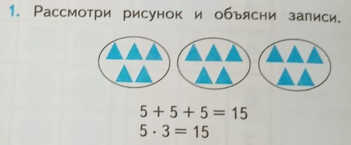 1. Рассмотри рисунок и объясни записи.
5 + 5 + 5 = 15
5 · 3 = 15